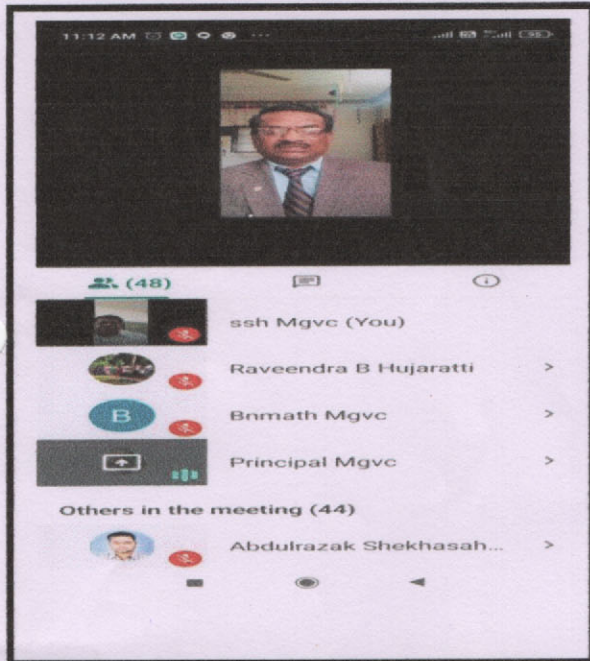 11:12 AM
95
(48)
ssh Mgvc (You)
Raveendra B Hujaratti
B
Bnmath Mgvc
Principal Mgvc
Others in the meeting (44)
Abdulrazak Shekhasah...